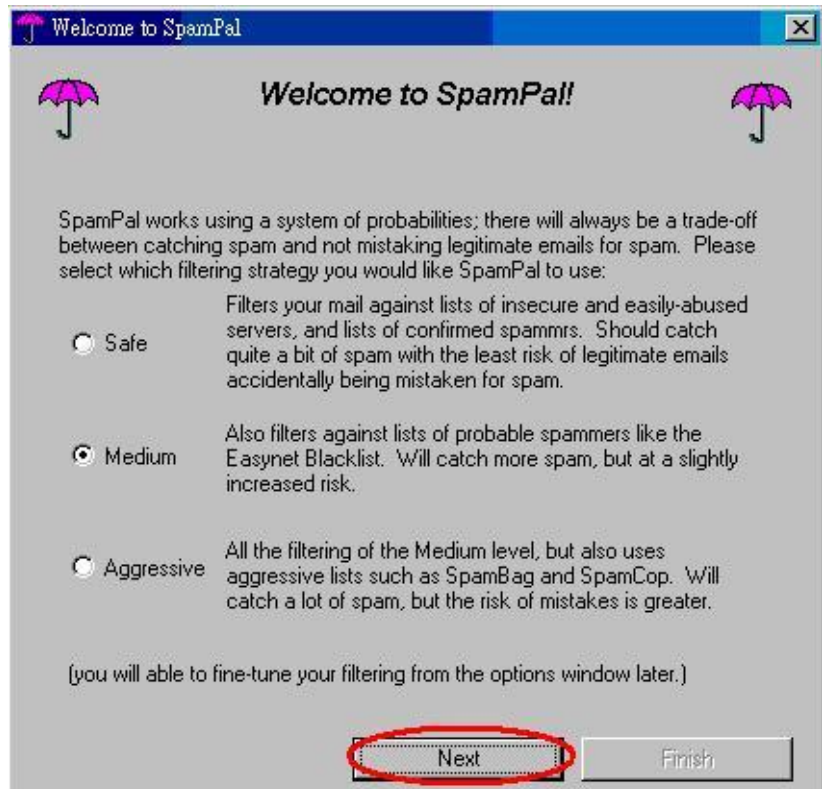 Welcome to SpamPal
Welcome to SpamPal!
SpamPal works using a system of probabilities; there will always be a trade-off
between catching spam and not mistaking legitimate emails for spam. Please
select which filtering strategy you would like SpamPal to use:
Safe
Filters your mail against lists of insecure and easily-abused
servers, and lists of confirmed spammrs. Should catch
quite a bit of spam with the least risk of legitimate emails
accidentally being mistaken for spam.
Medium
Also filters against lists of probable spammers like the
Easynet Blacklist. Will catch more spam, but at a slightly
increased risk.
Aggressive
All the filtering of the Medium level, but also uses
aggressive lists such as SpamBag and SpamCop. Will
catch a lot of spam, but the risk of mistakes is greater.
(you will able to fine-tune your filtering from the options window later.)
Next
Finish